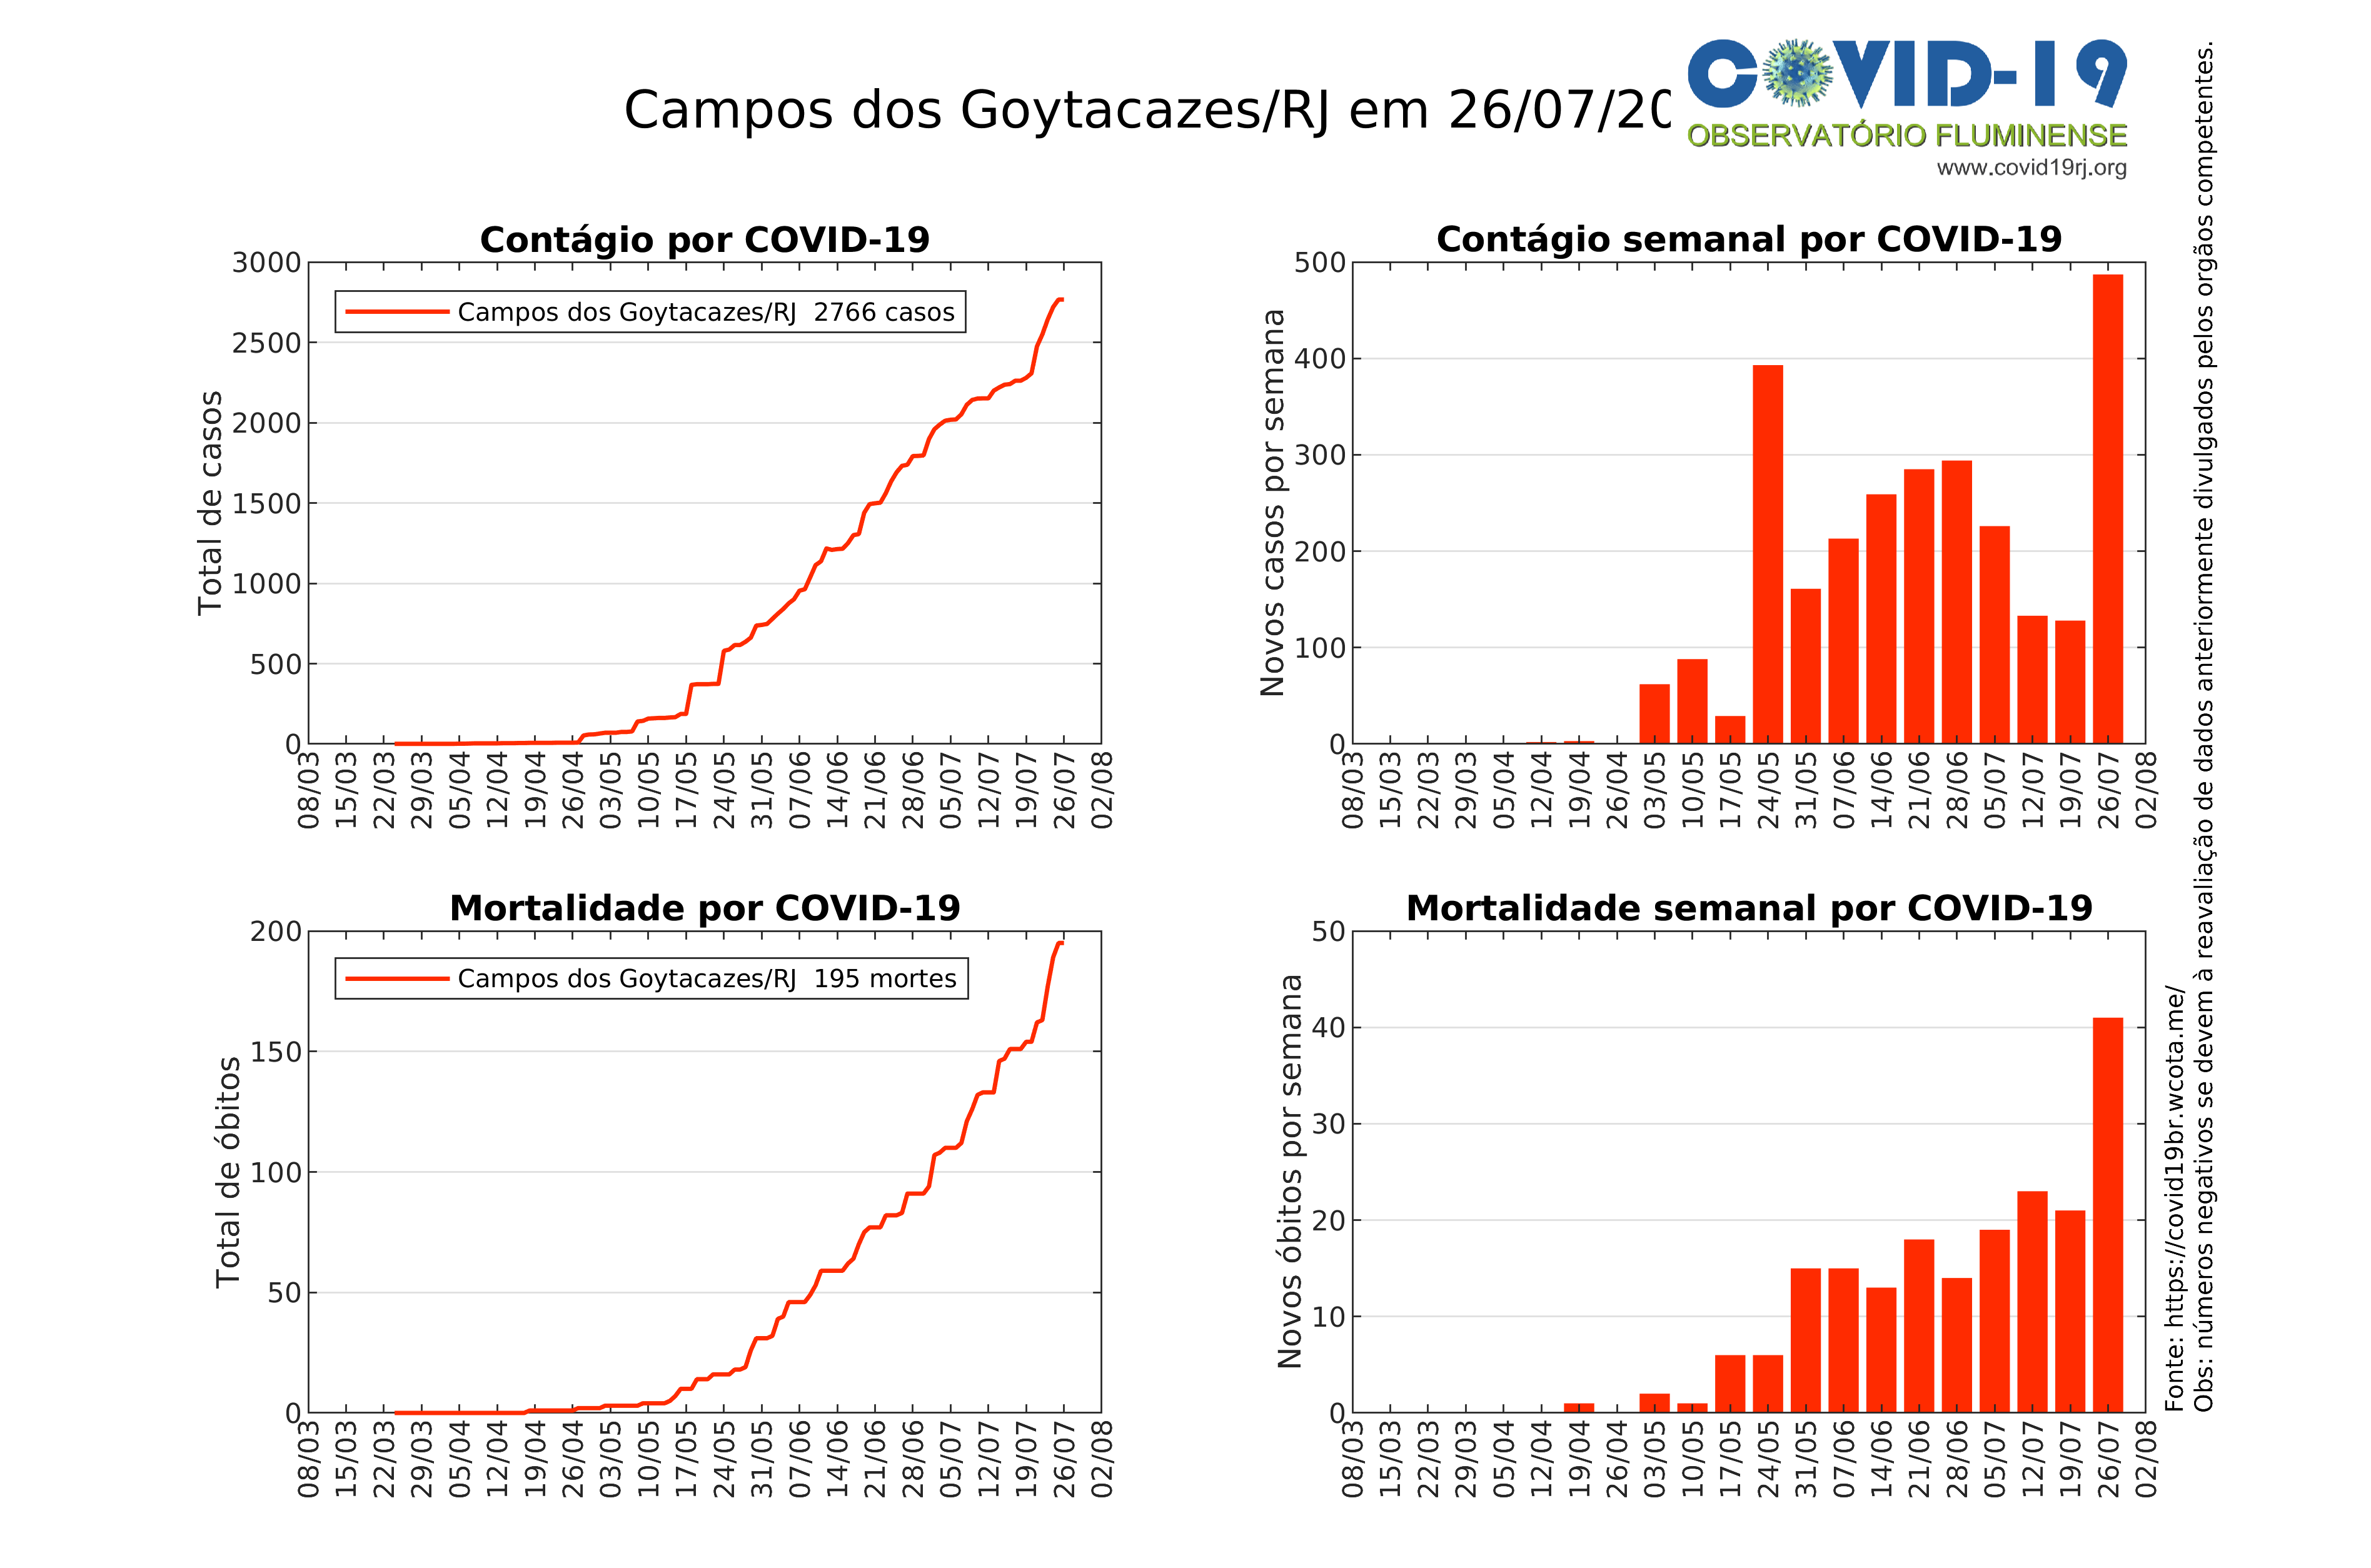 Campos dos Goytacazes/RJ em 26/07/20
COVID-19
OBSERVATÓRIO FLUMINENSE
www.covid19rj.org
Contágio por COVID-19
Total de casos
3000
2500
2000
1500
1000
500
0
Campos dos Goytacazes/RJ 2766 casos
08/03 15/03 22/03 29/03 05/04 12/04 19/04 26/04 03/05 10/05 17/05 24/05 31/05 07/06 14/06 21/06 28/06 05/07 12/07 19/07 26/07 02/08
Contágio semanal por COVID-19
Novos casos por semana
500
400
300
200
100
0
08/03 15/03 22/03 29/03 05/04 12/04 19/04 26/04 03/05 10/05 17/05 24/05 31/05 07/06 14/06 21/06 28/06 05/07 12/07 19/07 26/07 02/08
Mortalidade por COVID-19
Total de óbitos
200
150
100
50
0
Campos dos Goytacazes/RJ 195 mortes
08/03 15/03 22/03 29/03 05/04 12/04 19/04 26/04 03/05 10/05 17/05 24/05 31/05 07/06 14/06 21/06 28/06 05/07 12/07 19/07 26/07 02/08
Mortalidade semanal por COVID-19
Novos óbitos por semana
50
40
30
20
10
0
08/03 15/03 22/03 29/03 05/04 12/04 19/04 26/04 03/05 10/05 17/05 24/05 31/05 07/06 14/06 21/06 28/06 05/07 12/07 19/07 26/07 02/08
Fonte: https://covid19br.wcota.me/
Obs: números negativos se devem à reavaliação de dados anteriormente divulgados pelos orgãos competentes.